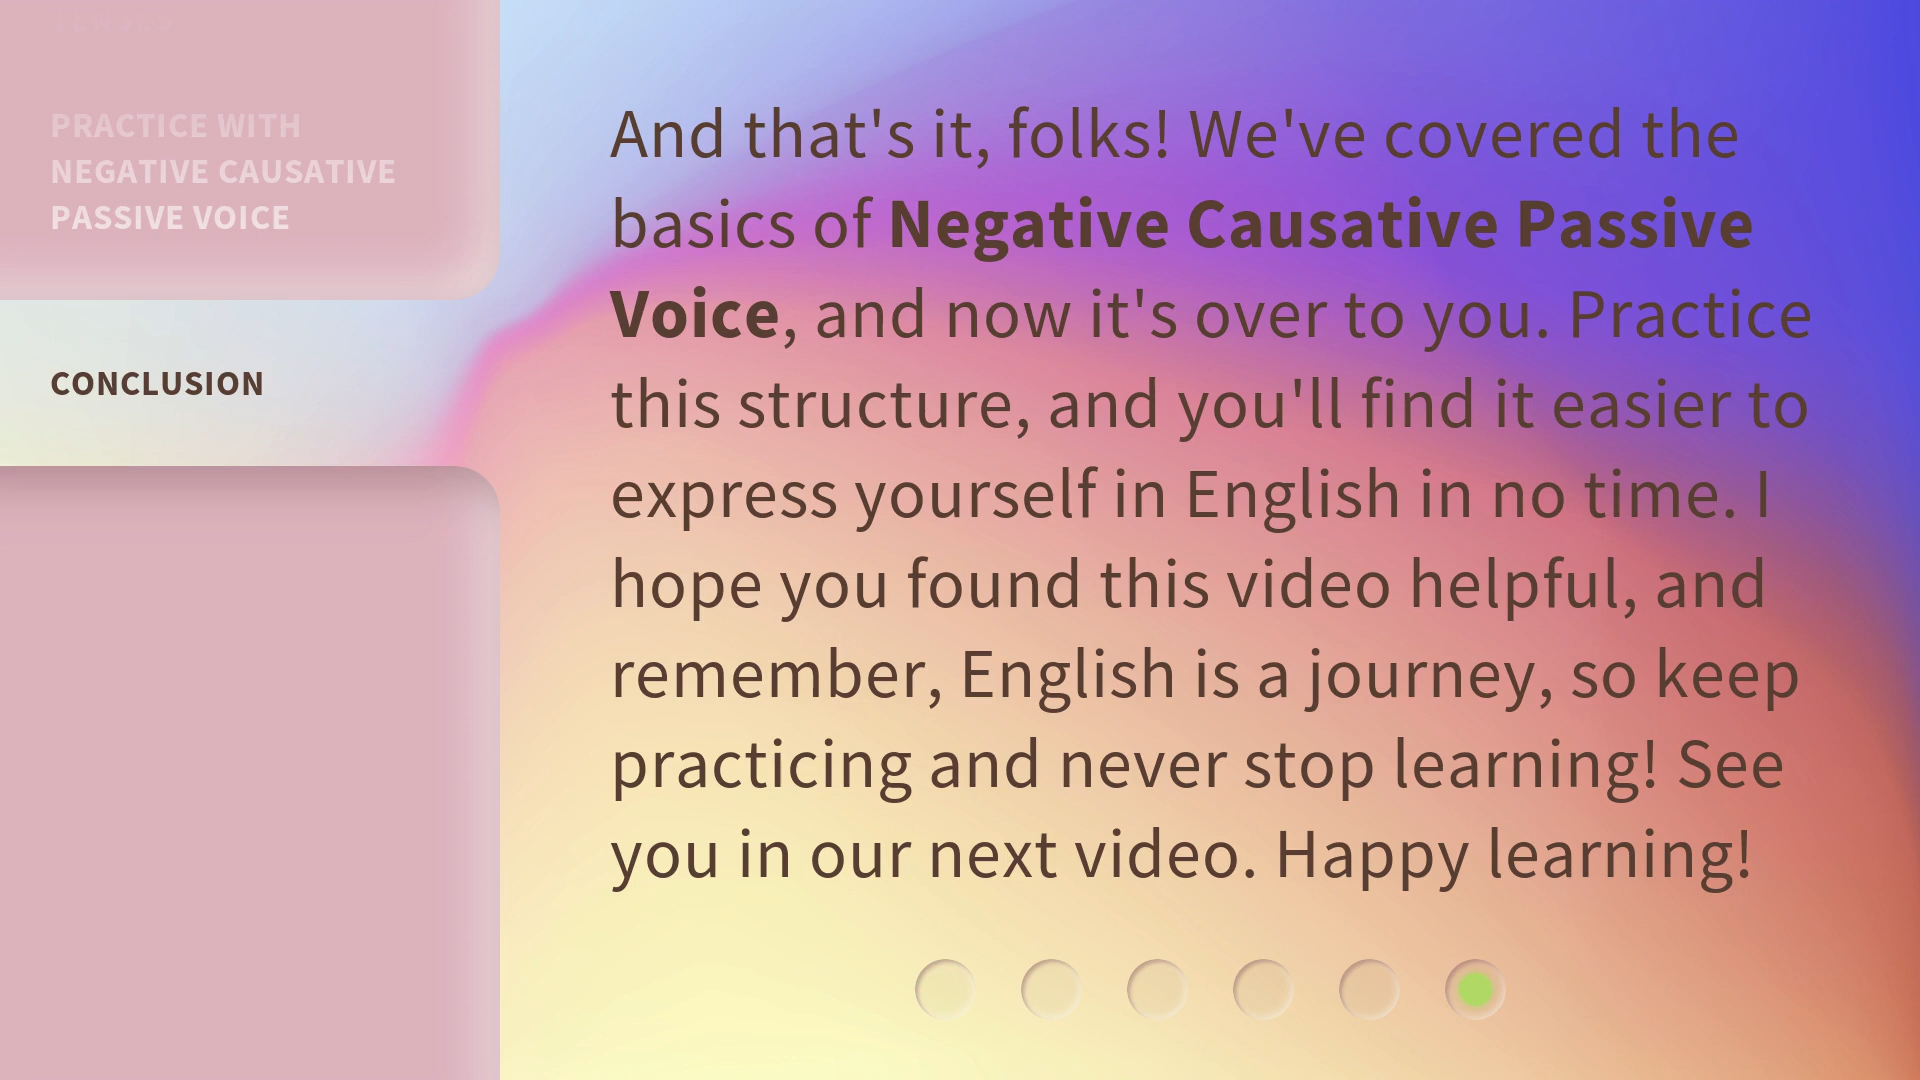 PRACTICE WITH
NEGATIVE CAUSATIVE
PASSIVE VOICE
CONCLUSION
And that's it, folks! We've covered the
basics of Negative Causative Passive
Voice, and now it's over to you. Practice
this structure, and you'll find it easier to
express yourself in English in no time. I
hope you found this video helpful, and
remember, English is a journey, so keep
practicing and never stop learning! See
you in our next video. Happy learning!